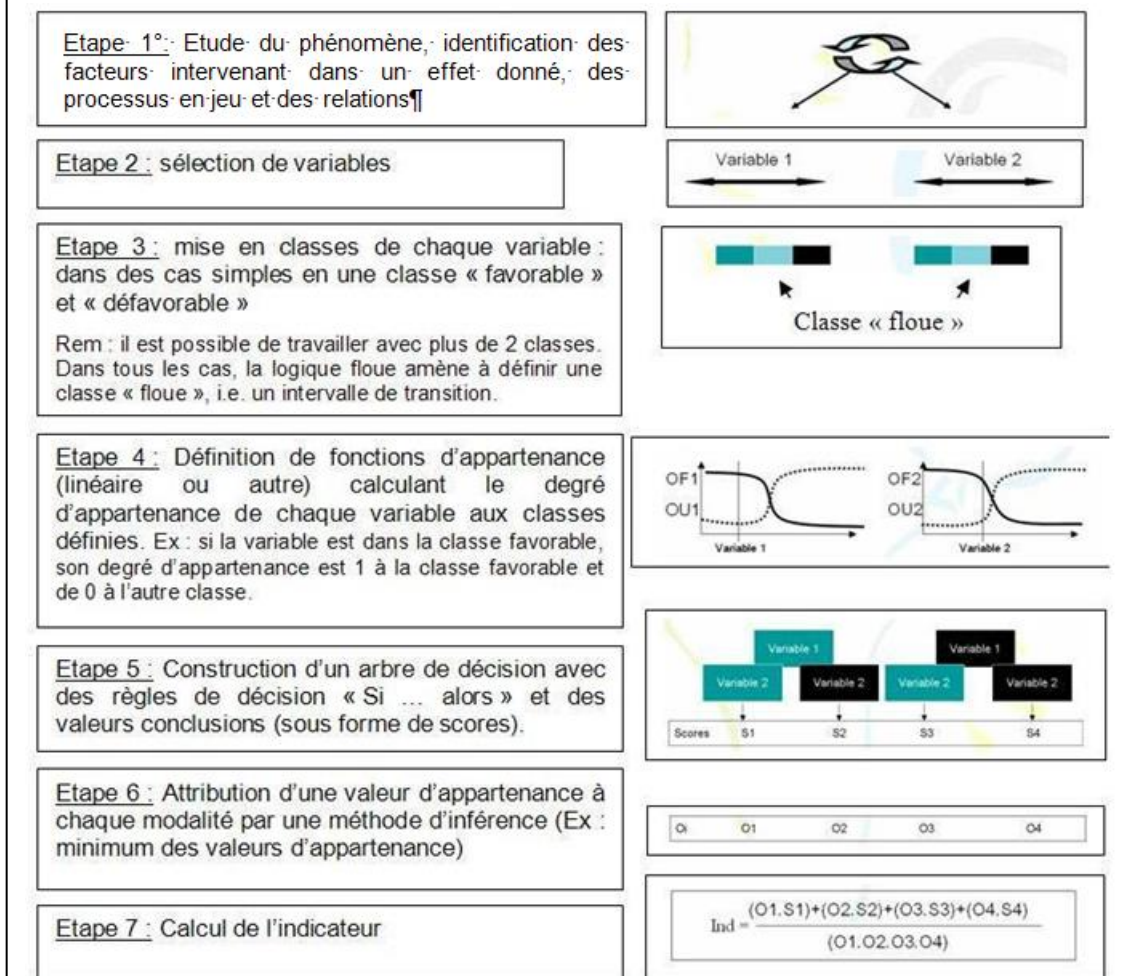 Etape 1°: Etude du phénomène, identification des
facteurs intervenant dans un effet donné, des
processus en jeu et des relations¶
Etape 2 : sélection de variables
Variable 1 Variable 2
Etape 3 : mise en classes de chaque variable :
dans des cas simples en une classe « favorable »
et « défavorable »
Rem : il est possible de travailler avec plus de 2 classes.
Dans tous les cas, la logique floue amène à définir une
classe « floue », i.e. un intervalle de transition.
Classe « floue »
Etape 4 : Définition de fonctions d'appartenance
(linéaire ou autre) calculant le degré
d'appartenance de chaque variable aux classes
définies. Ex : si la variable est dans la classe favorable,
son degré d'appartenance est 1 à la classe favorable et
de 0 à l'autre classe.
OF1 OF2
OU1 OU2
Variable 1 Variable 2
Etape 5 : Construction d'un arbre de décision avec
des règles de décision « Si ... alors » et des
valeurs conclusions (sous forme de scores).
Variable 1 Variable 1
Variable 2 Variable 2 Variable 2 Variable 2
Scores S1 S2 S3 S4
Etape 6 : Attribution d'une valeur d'appartenance à
chaque modalité par une méthode d'inférence (Ex :
minimum des valeurs d'appartenance)
Oi O1 O2 O3 O4
Etape 7 : Calcul de l'indicateur
Ind = (O1.S1)+(O2.S2)+(O3.S3)+(O4.S4)
(O1.O2.O3.O4)